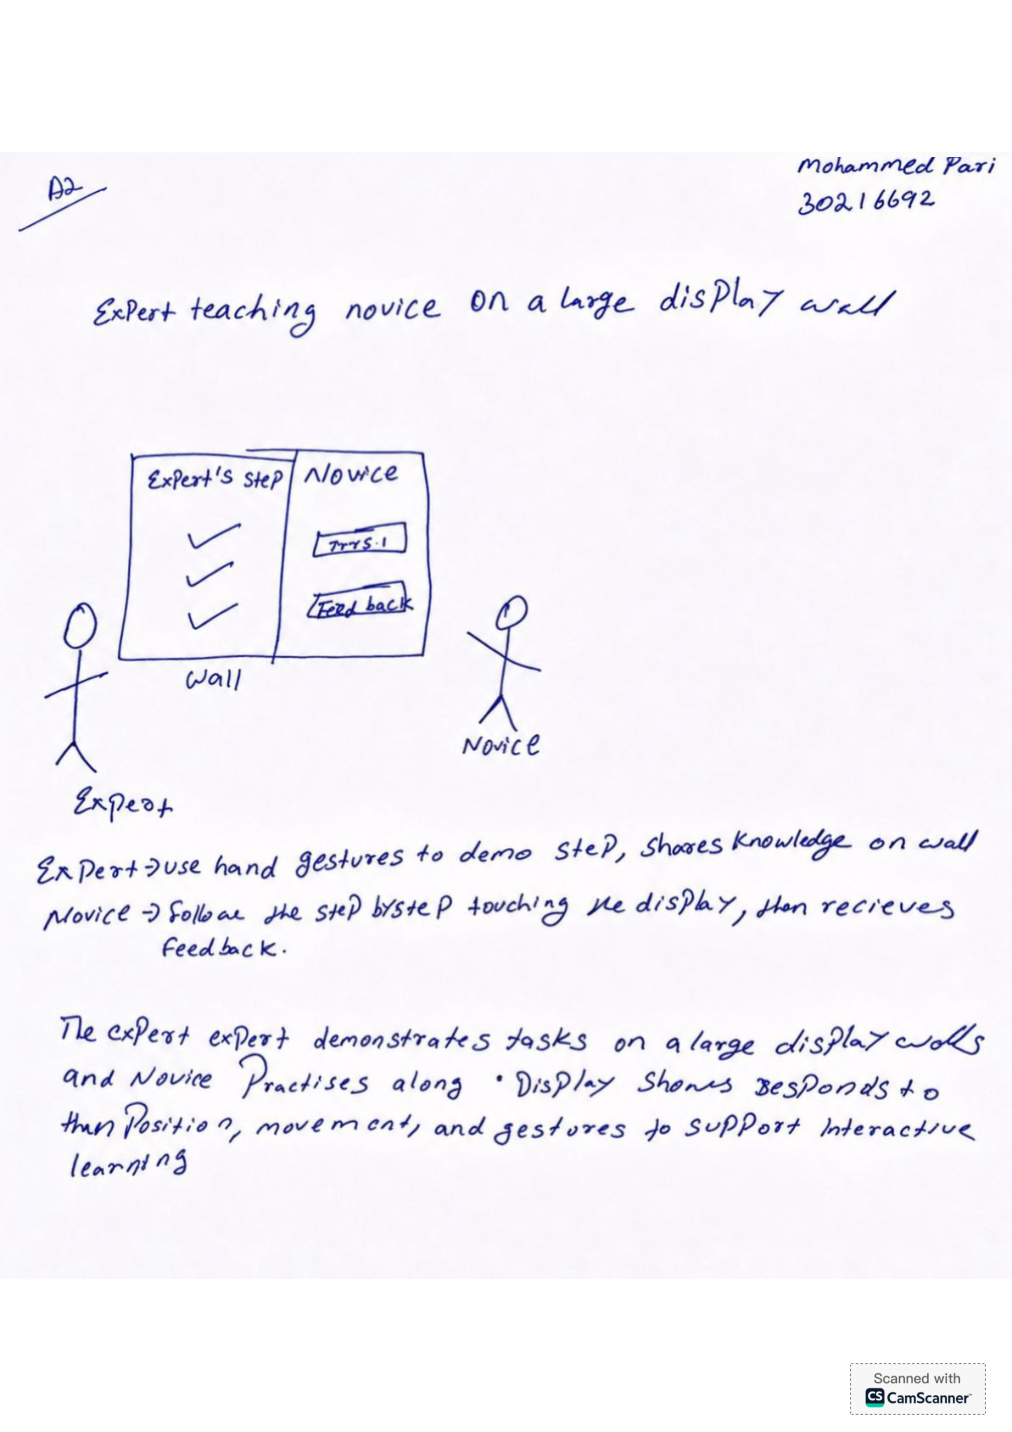 A2
Mohammed Pari
30216692
Expert teaching novice on a large display wall
Expert's step
Novice
Try S.1
Feed back
Wall
Novice
Expert
Expert → use hand gestures to demo step, shares knowledge on wall
Novice → follow the step by step touching the display, then recieves
feedback.
The expert expert demonstrates tasks on a large display walls
and Novice Practises along . Display shows Responds to
Position, movement, and gestures to support interactive
learning
Scanned with
CS CamScanner